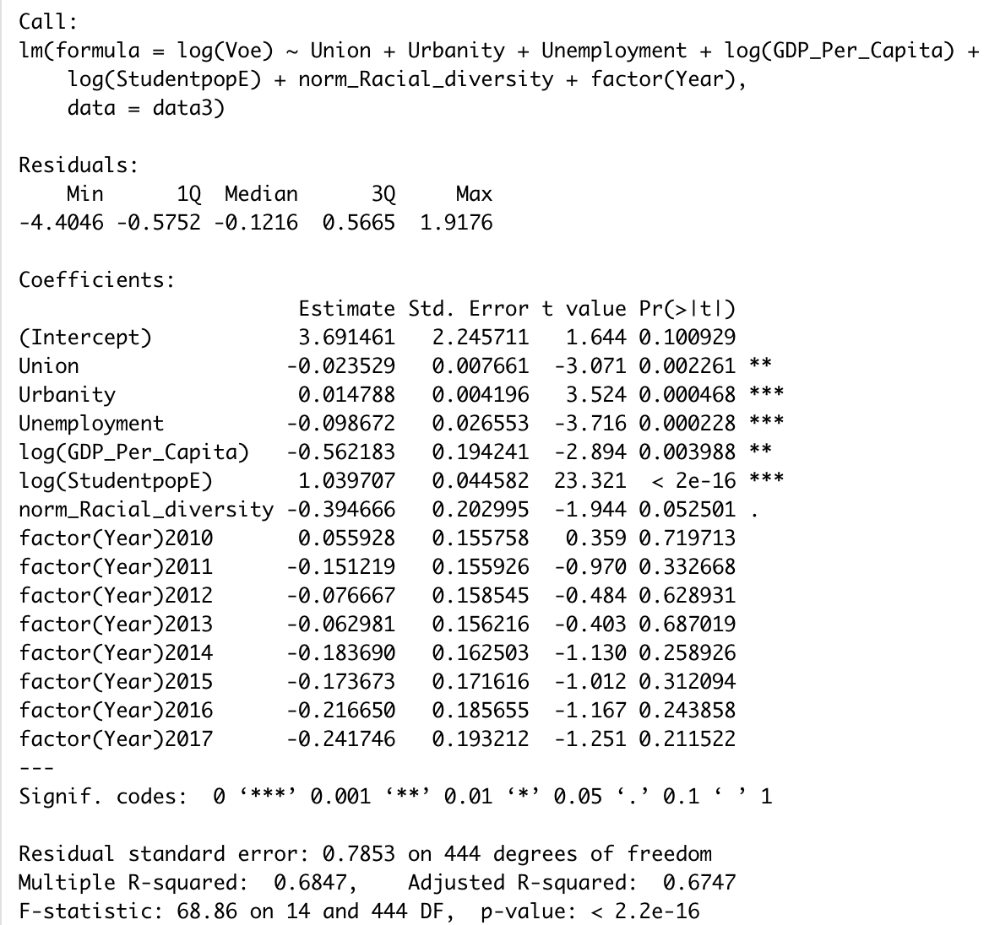 Call:
lm(formula = log(Voe) ~ Union + Urbanity + Unemployment + log(GDP_Per_Capita) +
    log(StudentpopE) + norm_Racial_diversity + factor(Year),
    data = data3)

Residuals:
    Min      1Q  Median      3Q     Max
-4.4046 -0.5752 -0.1216  0.5665  1.9176

Coefficients:
                       Estimate Std. Error t value Pr(>|t|)
(Intercept)            3.691461   2.245711   1.644 0.100929
Union                 -0.023529   0.007661  -3.071 0.002261 **
Urbanity               0.014788   0.004196   3.524 0.000468 ***
Unemployment          -0.098672   0.026553  -3.716 0.000228 ***
log(GDP_Per_Capita)   -0.562183   0.194241  -2.894 0.003988 **
log(StudentpopE)       1.039707   0.044582  23.321  < 2e-16 ***
norm_Racial_diversity -0.394666   0.202995  -1.944 0.052501 .
factor(Year)2010       0.055928   0.155758   0.359 0.719713
factor(Year)2011      -0.151219   0.155926  -0.970 0.332668
factor(Year)2012      -0.076667   0.158545  -0.484 0.628931
factor(Year)2013      -0.062981   0.156216  -0.403 0.687019
factor(Year)2014      -0.183690   0.162503  -1.130 0.258926
factor(Year)2015      -0.173673   0.171616  -1.012 0.312094
factor(Year)2016      -0.216650   0.185655  -1.167 0.243858
factor(Year)2017      -0.241746   0.193212  -1.251 0.211522
---
Signif. codes:  0 ‘***’ 0.001 ‘**’ 0.01 ‘*’ 0.05 ‘.’ 0.1 ‘ ’ 1

Residual standard error: 0.7853 on 444 degrees of freedom
Multiple R-squared:  0.6847,    Adjusted R-squared:  0.6747
F-statistic: 68.86 on 14 and 444 DF,  p-value: < 2.2e-16